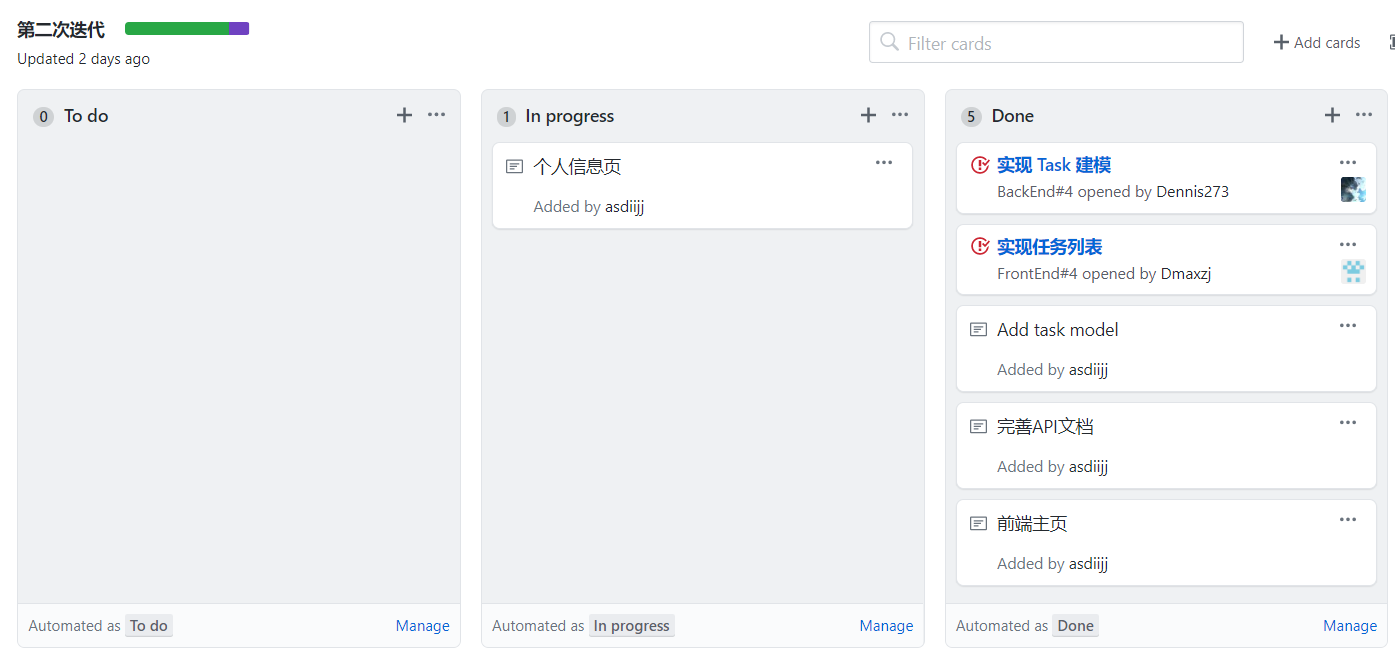 第二次迭代
Updated 2 days ago
Filter cards
Add cards
0 To do
1 In progress
个人信息页
Added by asdiijj
5 Done
实现 Task 建模
BackEnd#4 opened by Dennis273
实现任务列表
FrontEnd#4 opened by Dmaxzj
Add task model
Added by asdiijj
完善API文档
Added by asdiijj
前端主页
Added by asdiijj
Automated as To do Manage
Automated as In progress Manage
Automated as Done Manage